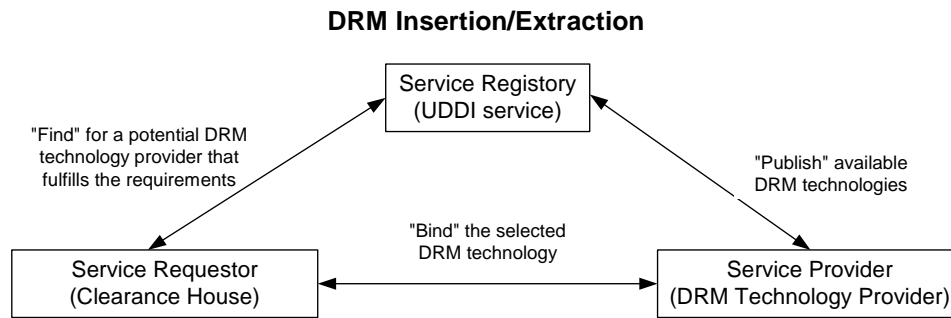 DRM Insertion/Extraction
Service Registory
(UDDI service)
"Find" for a potential DRM
technology provider that
fulfills the requirements
"Publish" available
DRM technologies
"Bind" the selected
DRM technology
Service Requestor
(Clearance House)
Service Provider
(DRM Technology Provider)